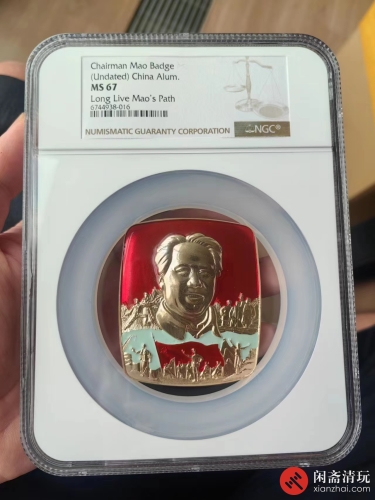 Chairman Mao Badge
(Undated) China Alum.
MS 67
Long Live Mao's Path
6744938-016
NUMISMATIC GUARANTY CORPORATION
NGC®
闲斋清玩
xianzhai.com